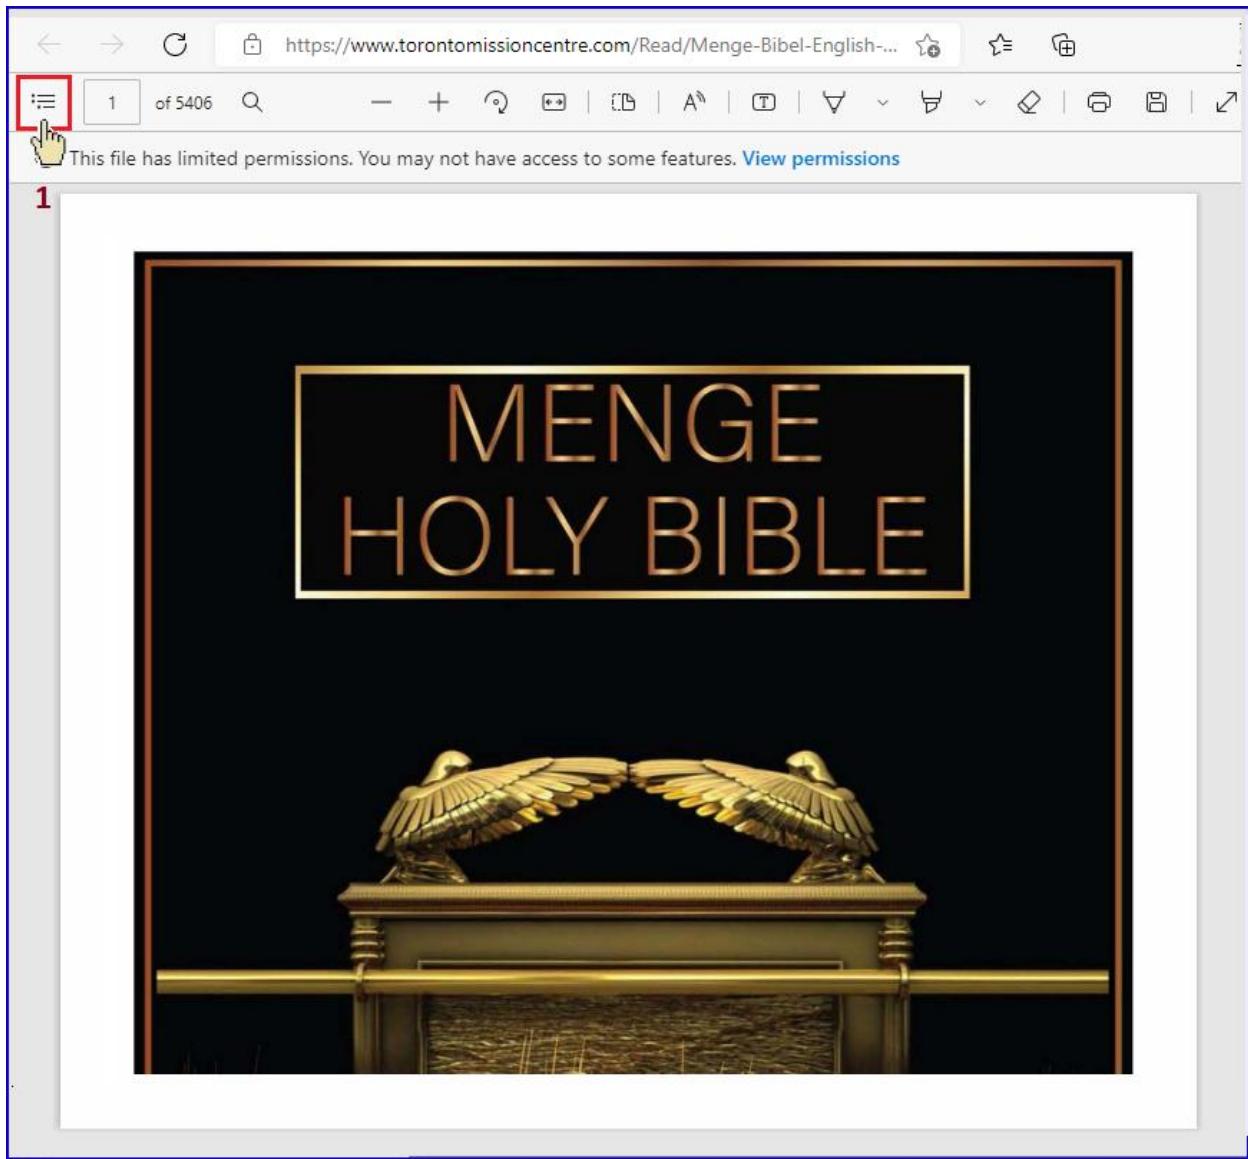 https://www.torontomissioncentre.com/Read/Menge-Bibel-English-...
1 of 5406
This file has limited permissions. You may not have access to some features. View permissions
1
MENGE
HOLY BIBLE